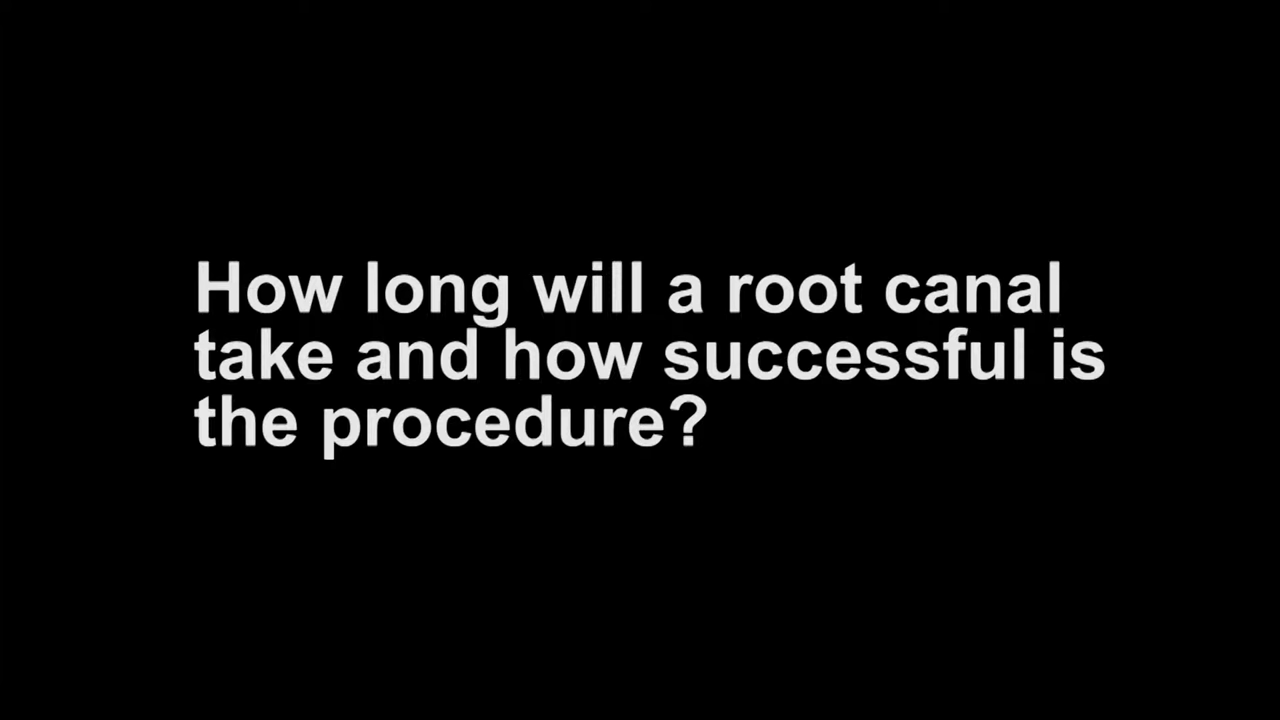 How long will a root canal
take and how successful is
the procedure?